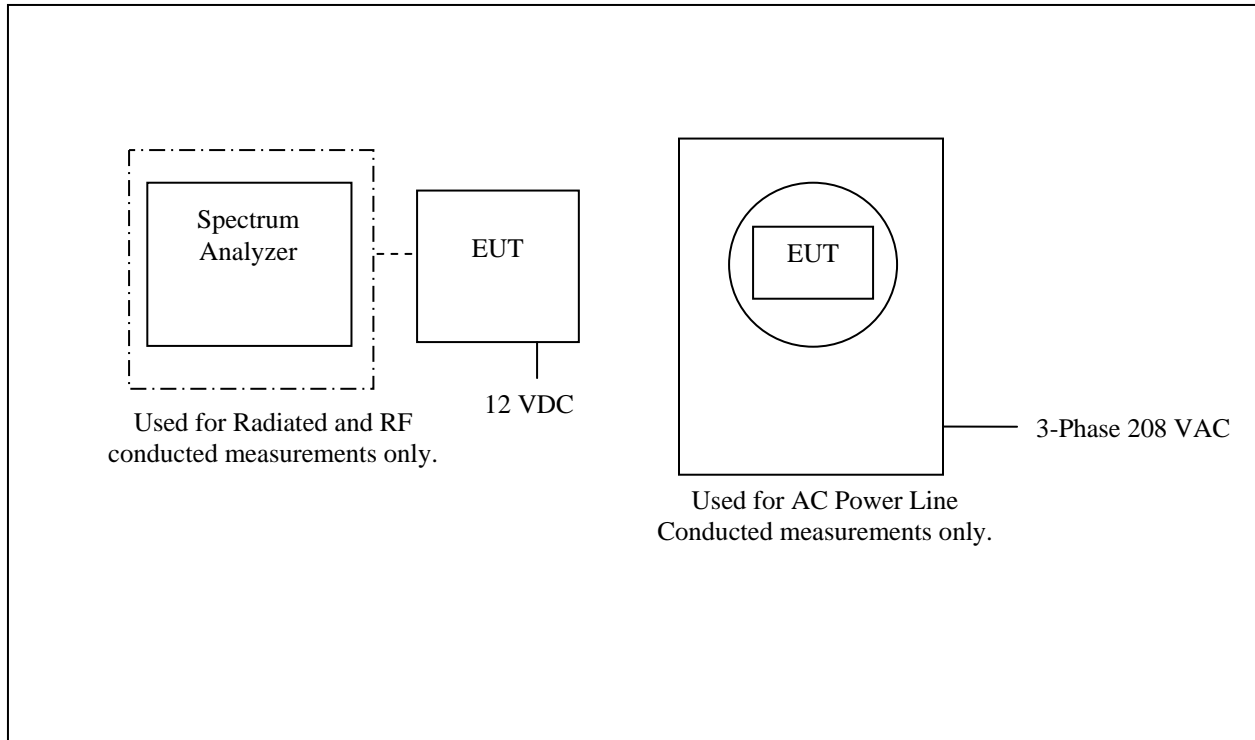 Spectrum
Analyzer
EUT
12 VDC
Used for Radiated and RF
conducted measurements only.
EUT
3-Phase 208 VAC
Used for AC Power Line
Conducted measurements only.